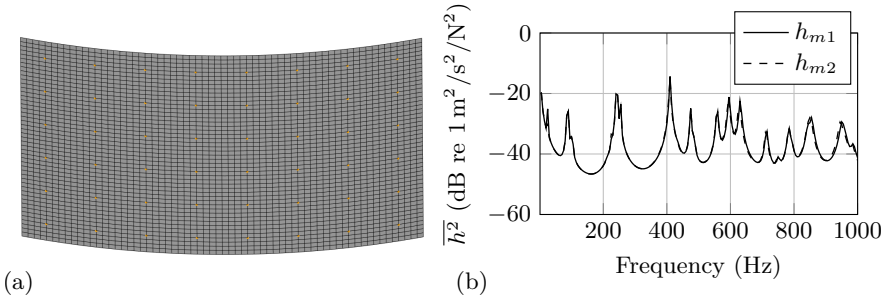 (a)
(b)
$\overline{h^2}$ (dB re 1 m²/s²/N²)
0
−20
−40
−60
200
400
600
800
1000
Frequency (Hz)
$h_{m1}$
$h_{m2}$